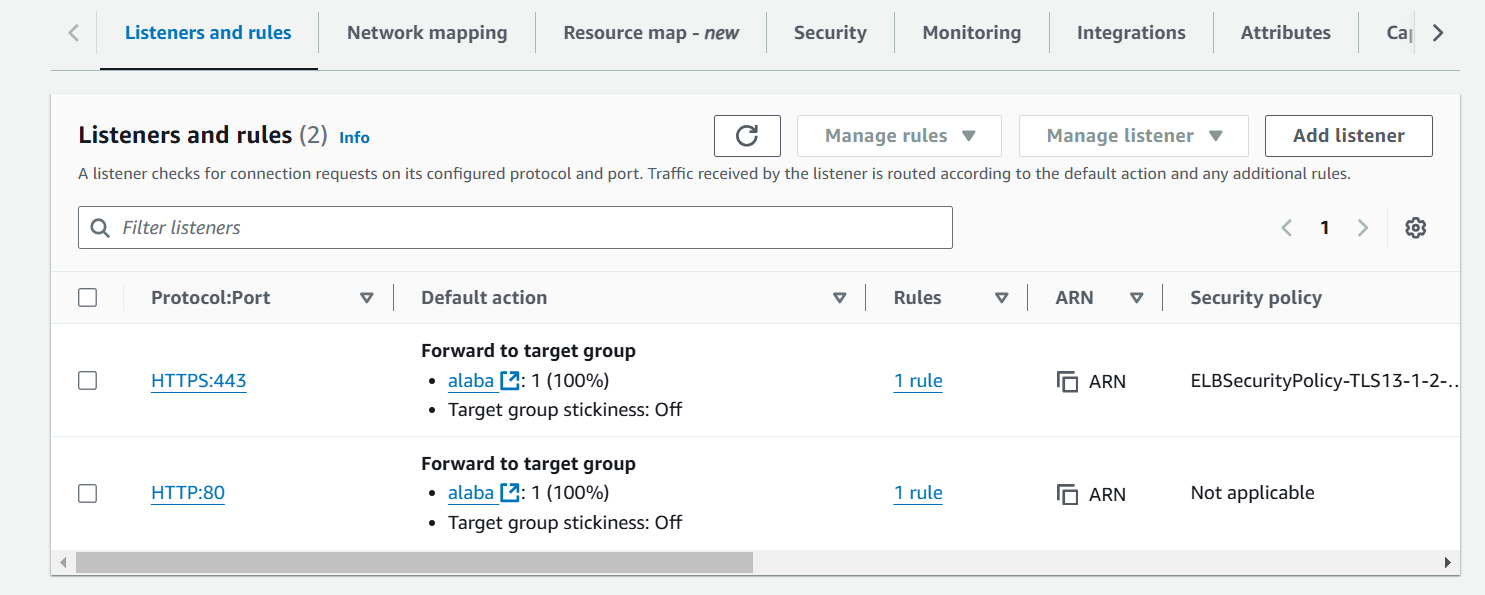 Listeners and rules
Network mapping
Resource map - new
Security
Monitoring
Integrations
Attributes
Listeners and rules (2) Info
Manage rules
Manage listener
Add listener
A listener checks for connection requests on its configured protocol and port. Traffic received by the listener is routed according to the default action and any additional rules.
Filter listeners
1
Protocol:Port
Default action
Rules
ARN
Security policy
HTTPS:443
Forward to target group
• alaba: 1 (100%)
• Target group stickiness: Off
1 rule
ARN
ELBSecurityPolicy-TLS13-1-2-..
HTTP:80
Forward to target group
• alaba: 1 (100%)
• Target group stickiness: Off
1 rule
ARN
Not applicable